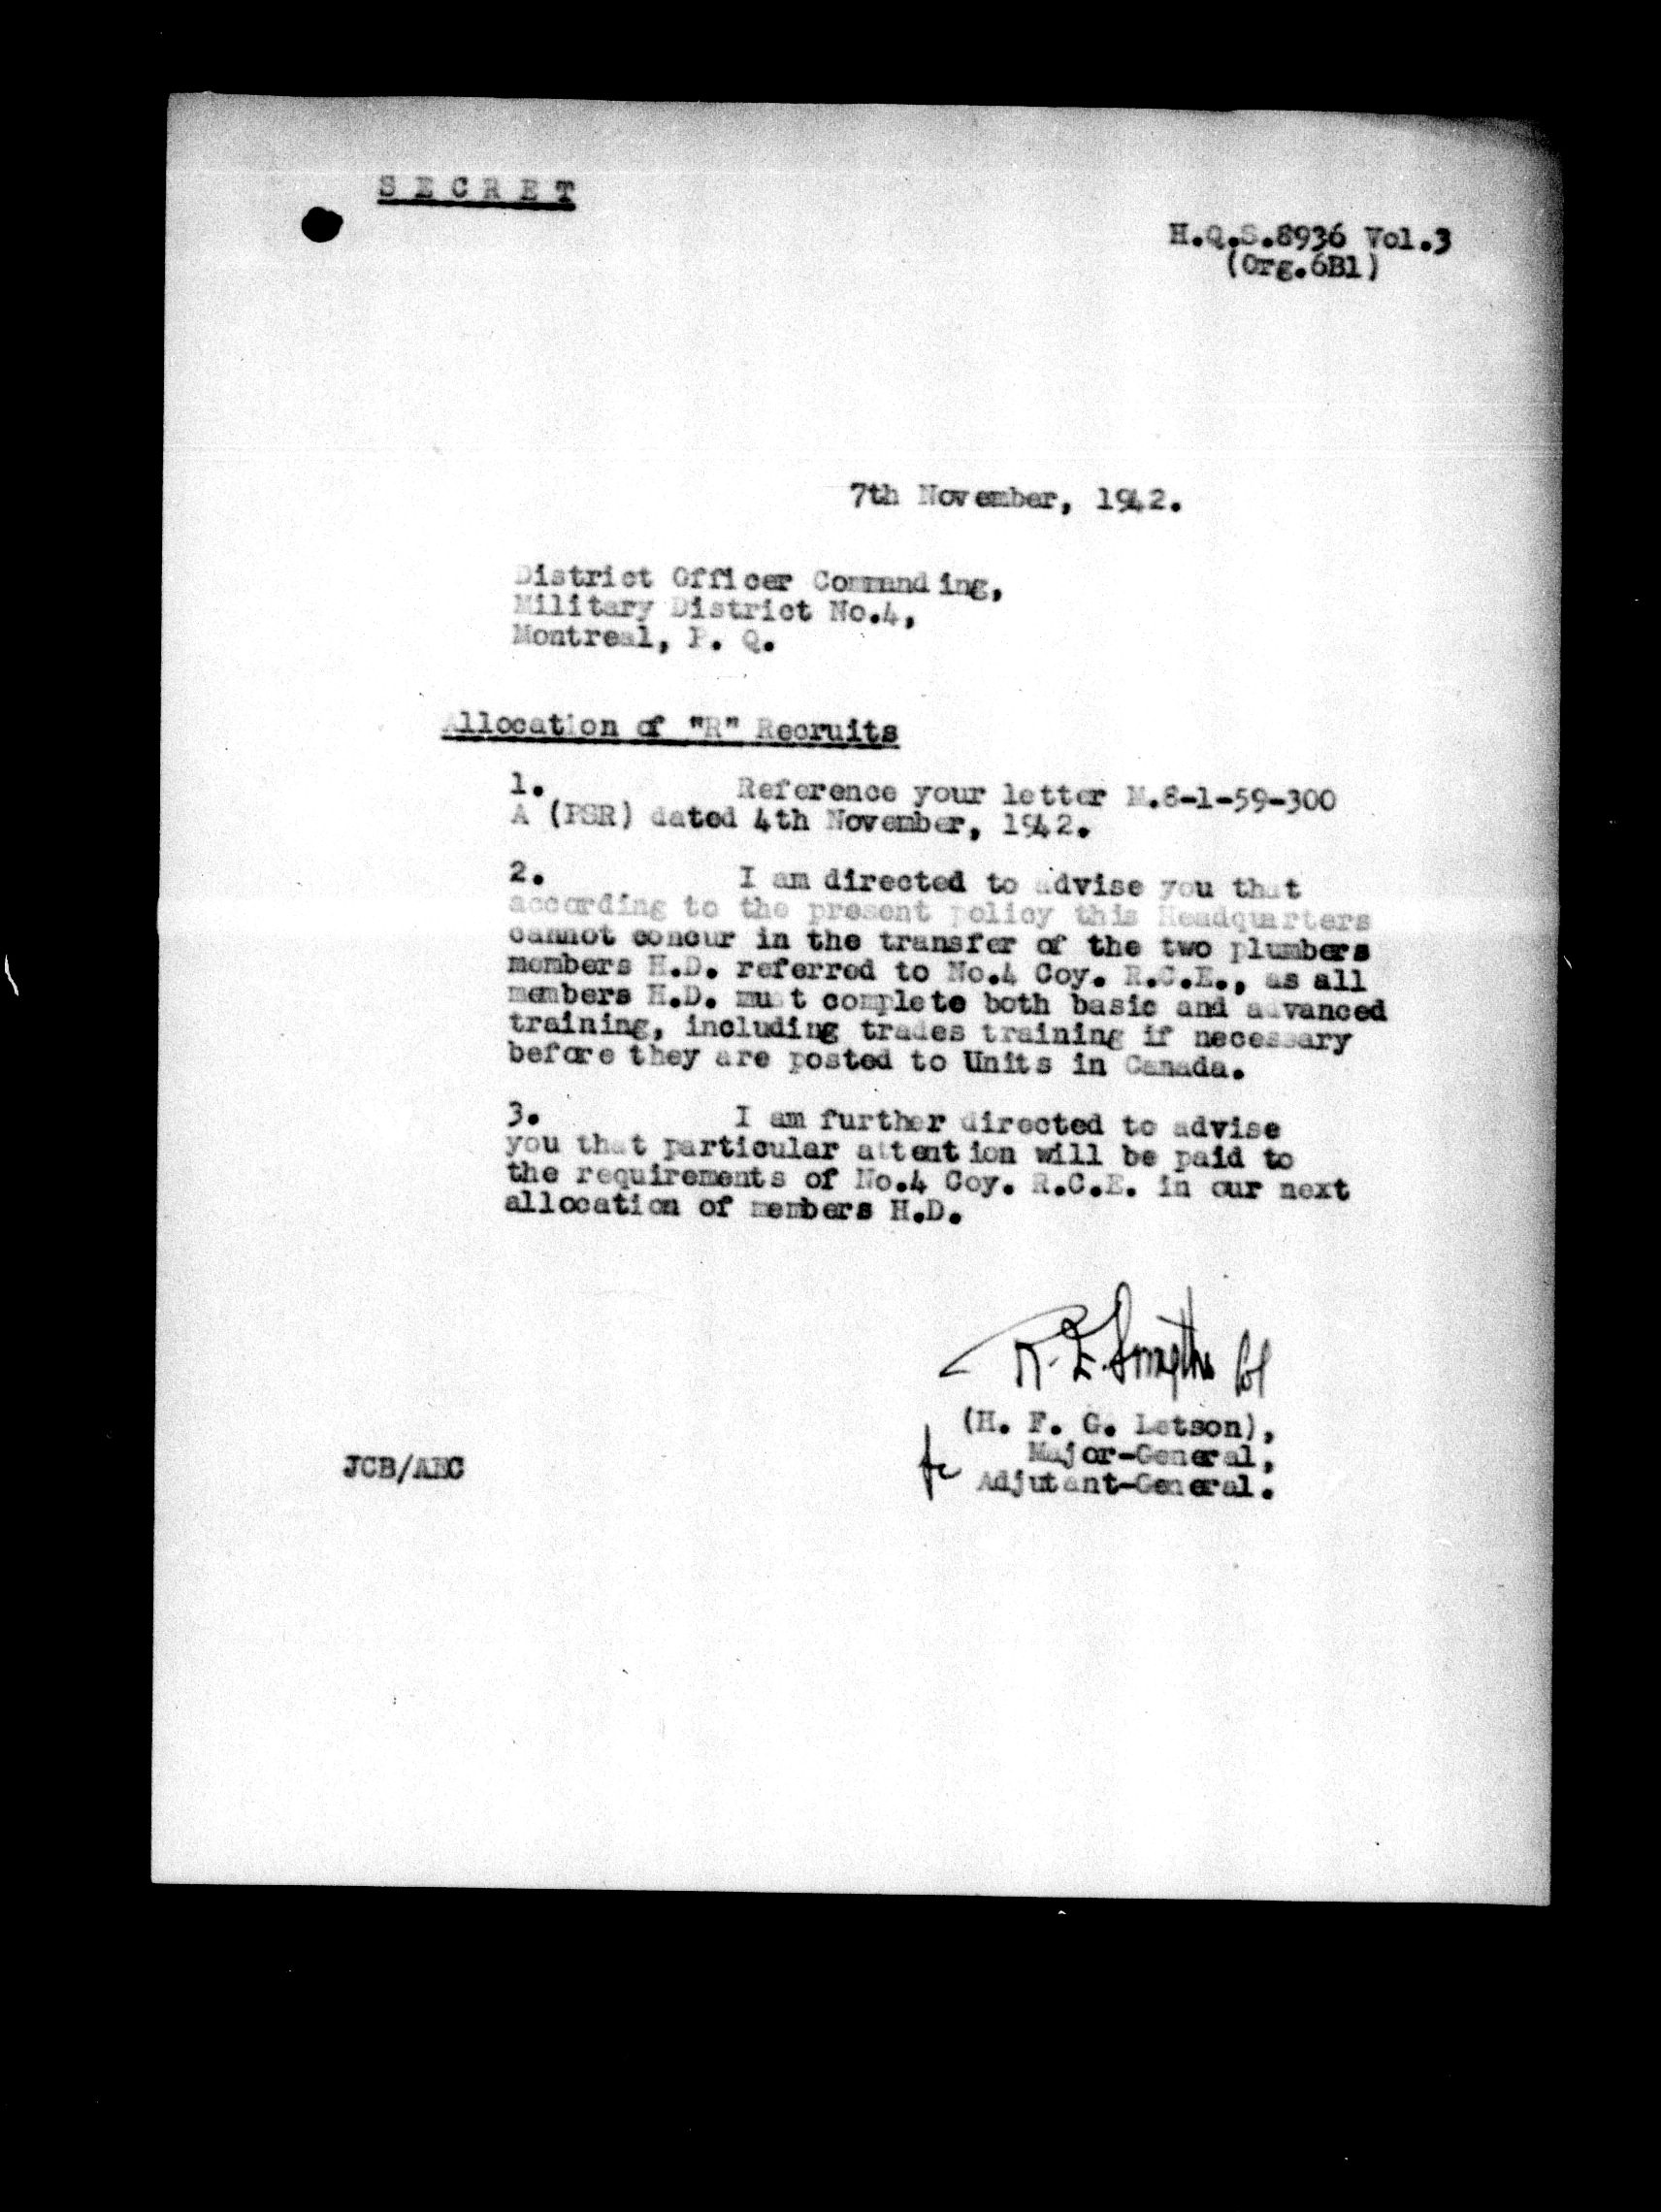 S E C R E T
H.Q.S.8936 Vol.3
(Org.6B1)
7th November, 1942.
District Officer Commanding,
Military District No.4,
Montreal, P. Q.
Allocation of "R" Recruits
1. Reference your letter M.8-1-59-300
A (PSR) dated 4th November, 1942.
2. I am directed to advise you that
according to the present policy this Headquarters
cannot concur in the transfer of the two plumbers
members H.D. referred to No.4 Coy. R.C.E., as all
members H.D. must complete both basic and advanced
training, including trades training if necessary
before they are posted to Units in Canada.
3. I am further directed to advise
you that particular attention will be paid to
the requirements of No.4 Coy. R.C.E. in our next
allocation of members H.D.
R. E. Smythe Col
(H. F. G. Letson),
Major-General,
JCB/AEC for Adjutant-General.